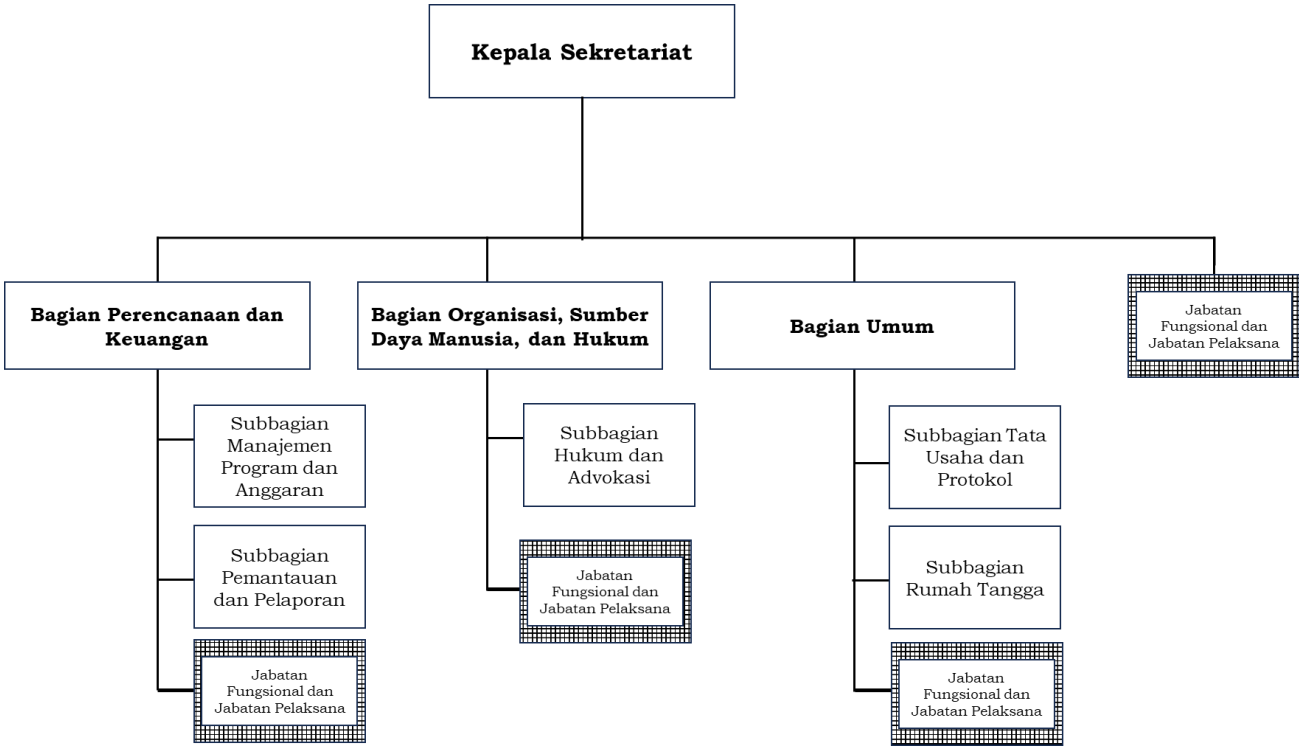 Kepala Sekretariat
Bagian Perencanaan dan
Keuangan
Bagian Organisasi, Sumber
Daya Manusia, dan Hukum
Bagian Umum
Jabatan
Fungsional dan
Jabatan Pelaksana
Subbagian
Manajemen
Program dan
Anggaran
Subbagian
Pemantauan
dan Pelaporan
Jabatan
Fungsional dan
Jabatan Pelaksana
Subbagian
Hukum dan
Advokasi
Jabatan
Fungsional dan
Jabatan Pelaksana
Subbagian Tata
Usaha dan
Protokol
Subbagian
Rumah Tangga
Jabatan
Fungsional dan
Jabatan Pelaksana